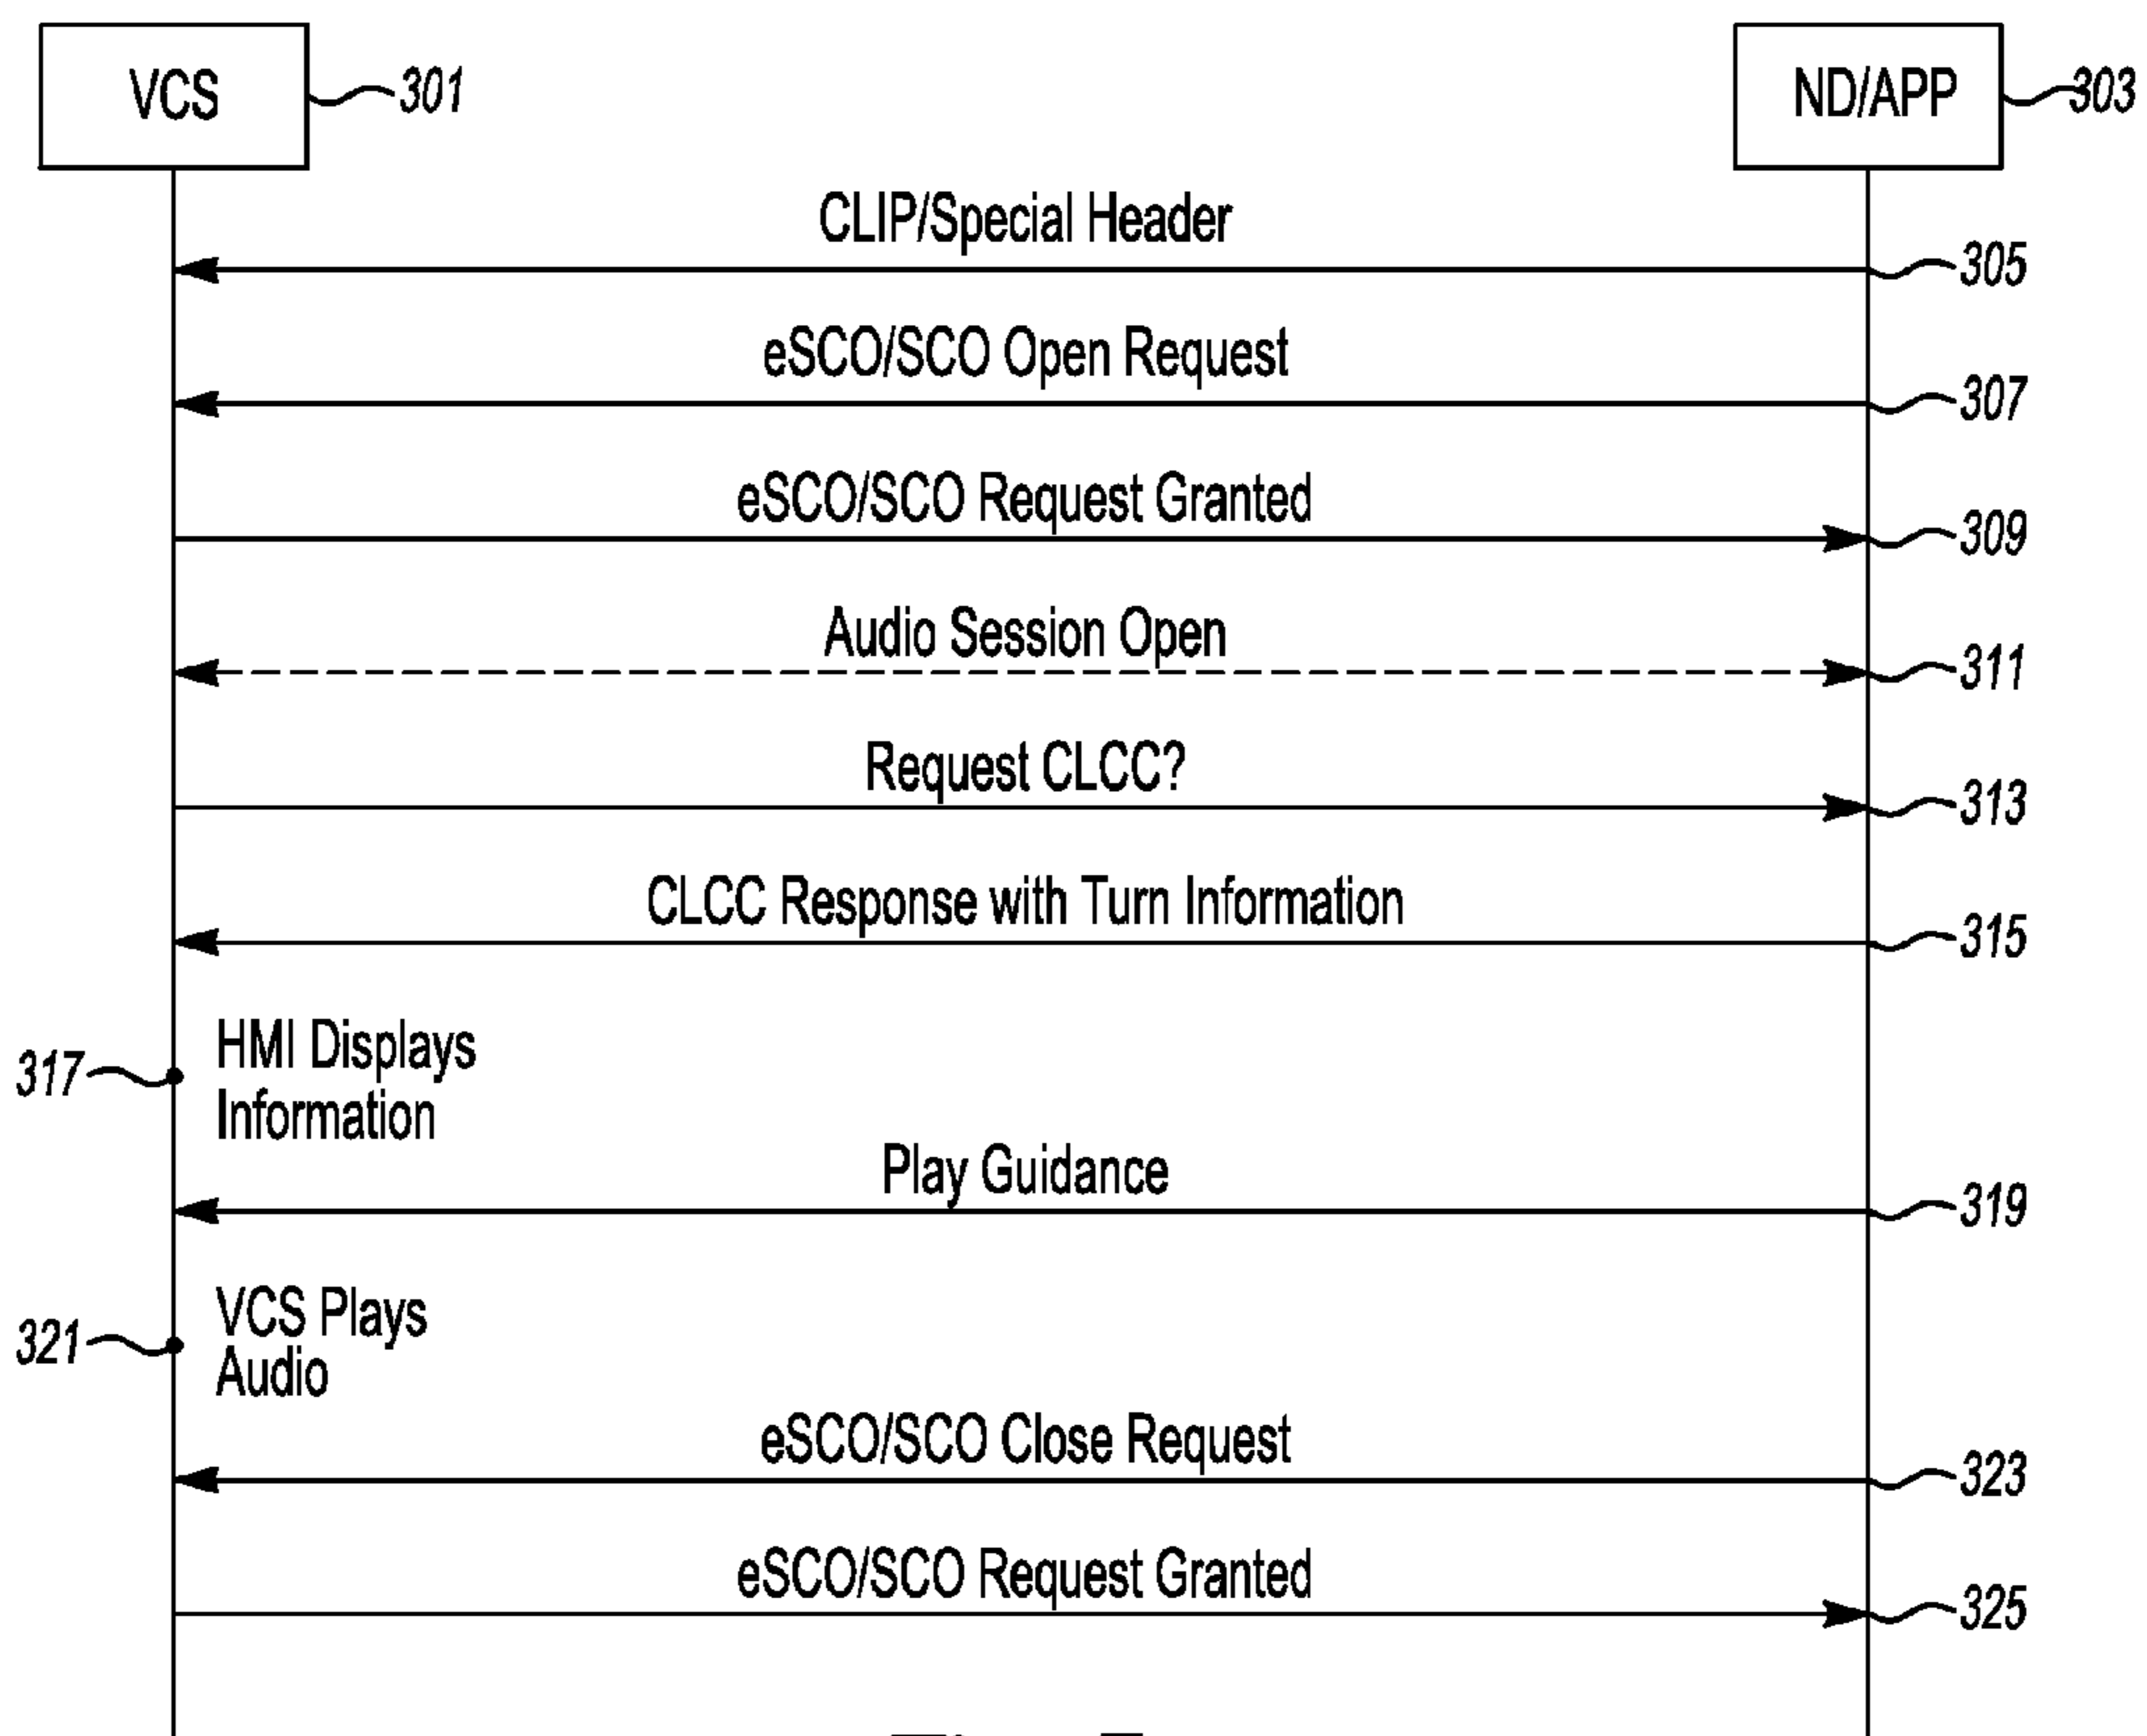 VCS
301
ND/APP
303
CLIP/Special Header
305
eSCO/SCO Open Request
307
eSCO/SCO Request Granted
309
Audio Session Open
311
Request CLCC?
313
CLCC Response with Turn Information
315
317
HMI Displays
Information
Play Guidance
319
321
VCS Plays
Audio
eSCO/SCO Close Request
323
eSCO/SCO Request Granted
325